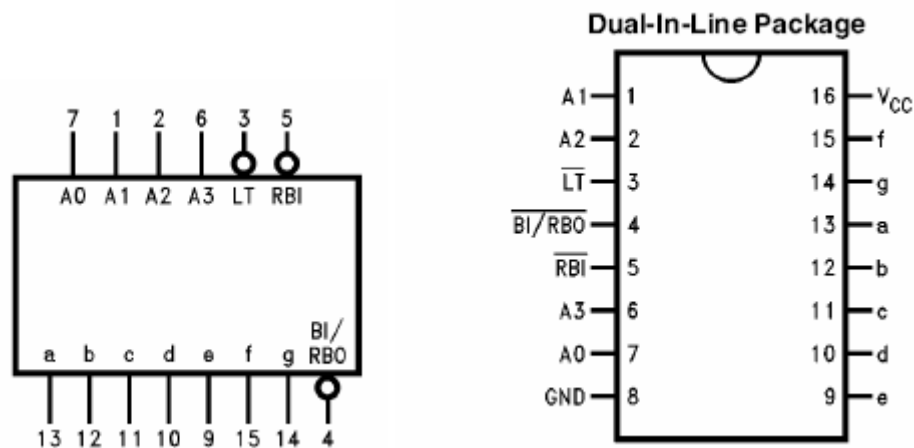 7 1 2 6 3 5
A0 A1 A2 A3 LT RBI
BI/
a b c d e f g RBO
13 12 11 10 9 15 14 4
Dual-In-Line Package
A1 1 16 VCC
A2 2 15 f
LT 3 14 g
BI/RBO 4 13 a
RBI 5 12 b
A3 6 11 c
A0 7 10 d
GND 8 9 e